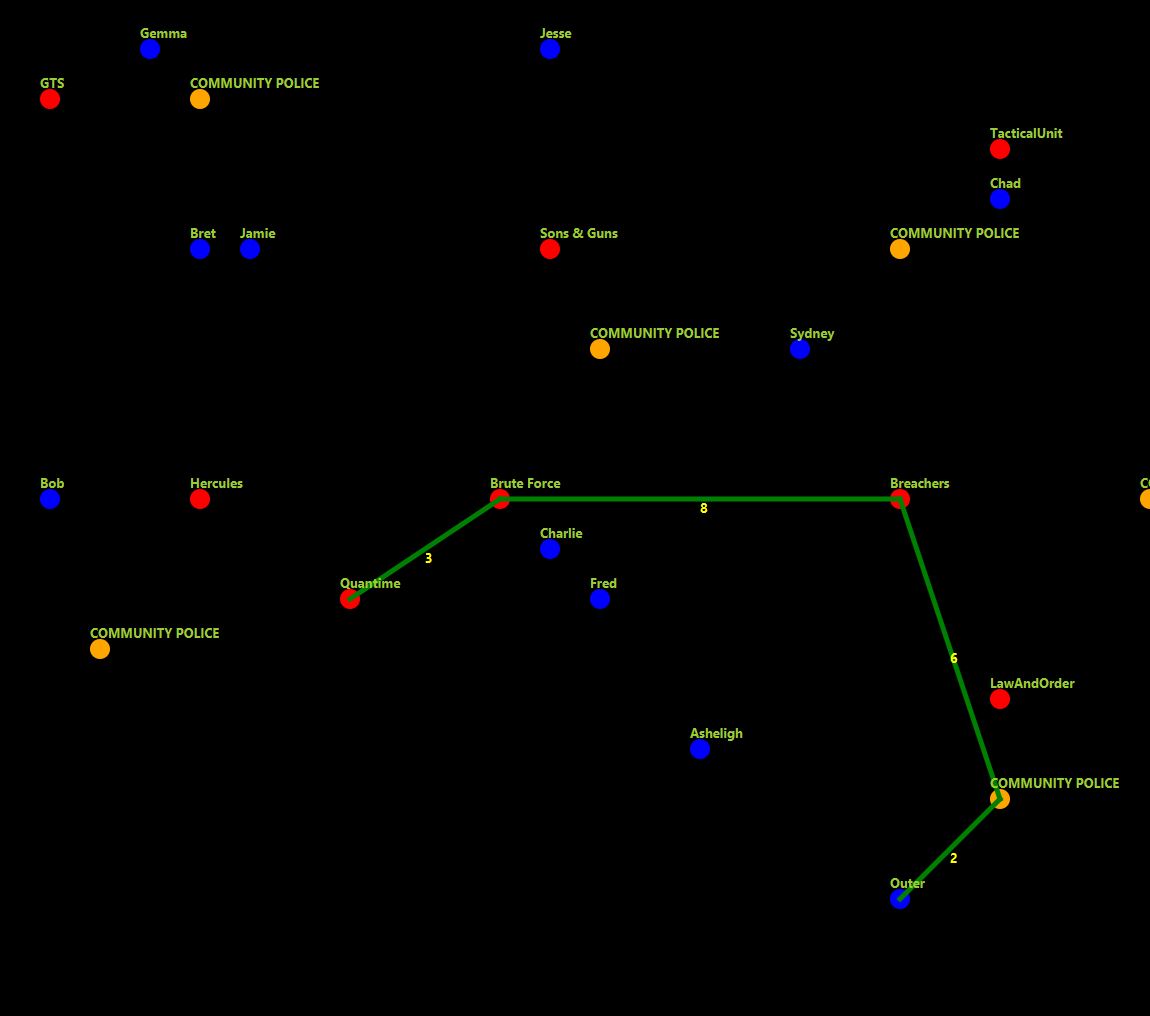 Gemma
Jesse
GTS
COMMUNITY POLICE
TacticalUnit
Chad
Bret
Jamie
Sons & Guns
COMMUNITY POLICE
COMMUNITY POLICE
Sydney
Bob
Hercules
Brute Force
Breachers
8
Charlie
3
Quantime
Fred
COMMUNITY POLICE
6
LawAndOrder
Asheligh
COMMUNITY POLICE
2
Outer